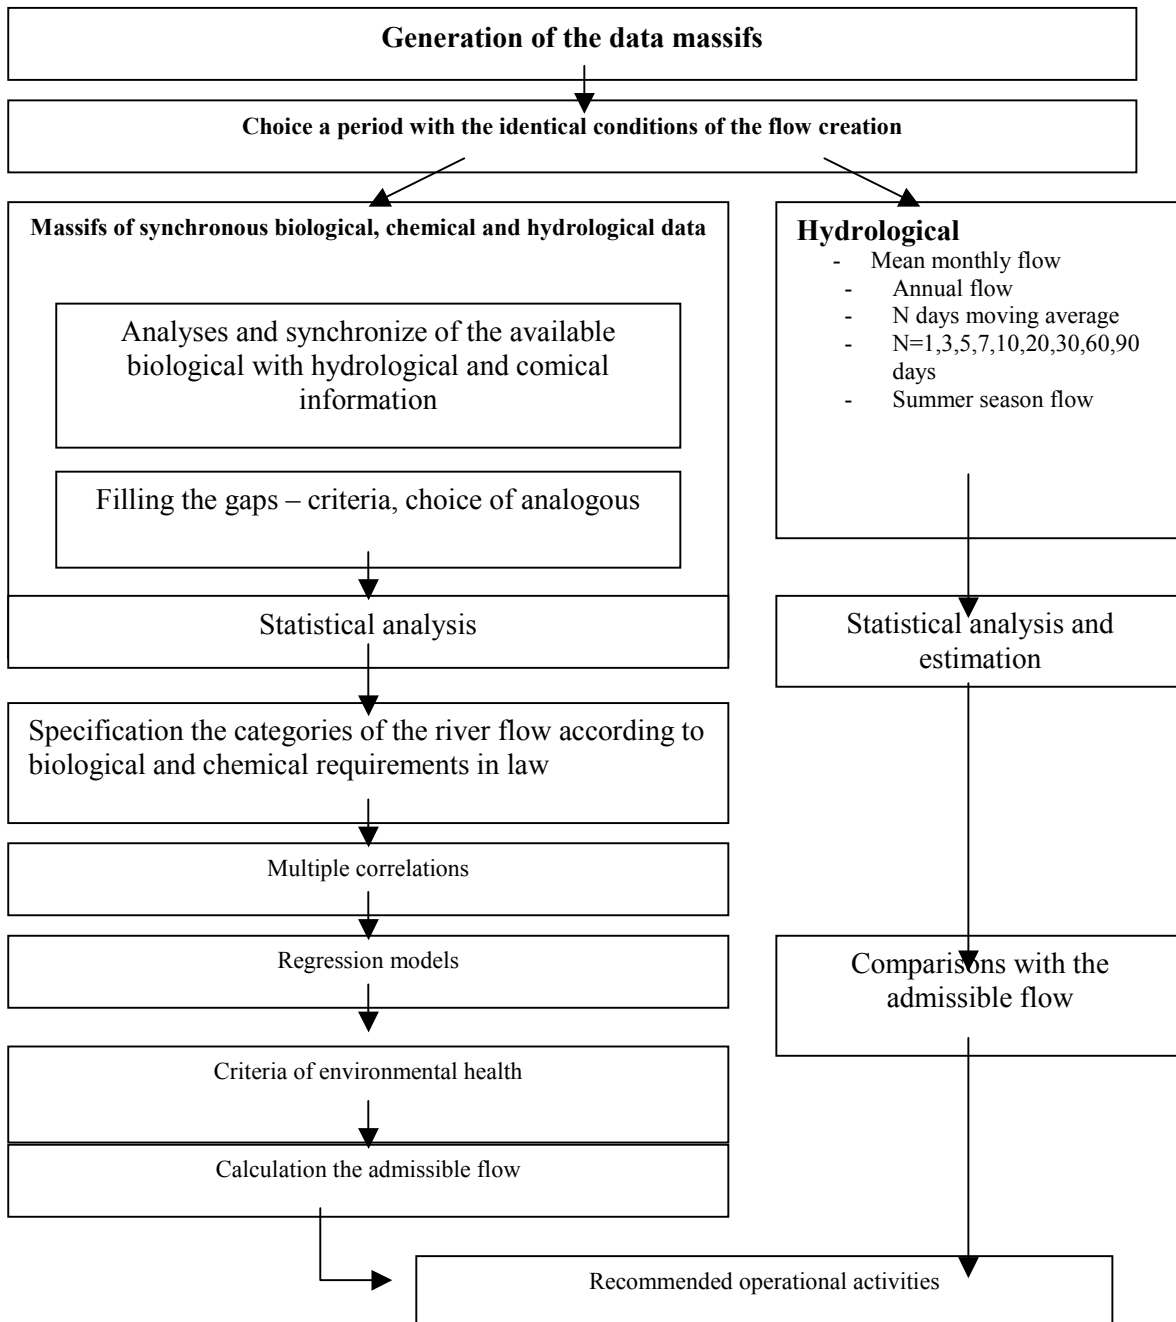 Generation of the data massifs
Choice a period with the identical conditions of the flow creation
Massifs of synchronous biological, chemical and hydrological data
Analyses and synchronize of the available
biological with hydrological and comical
information
Filling the gaps – criteria, choice of analogous
Statistical analysis
Specification the categories of the river flow according to
biological and chemical requirements in law
Multiple correlations
Regression models
Criteria of environmental health
Calculation the admissible flow
Hydrological
- Mean monthly flow
- Annual flow
- N days moving average
- N=1,3,5,7,10,20,30,60,90
days
- Summer season flow
Statistical analysis and
estimation
Comparisons with the
admissible flow
Recommended operational activities